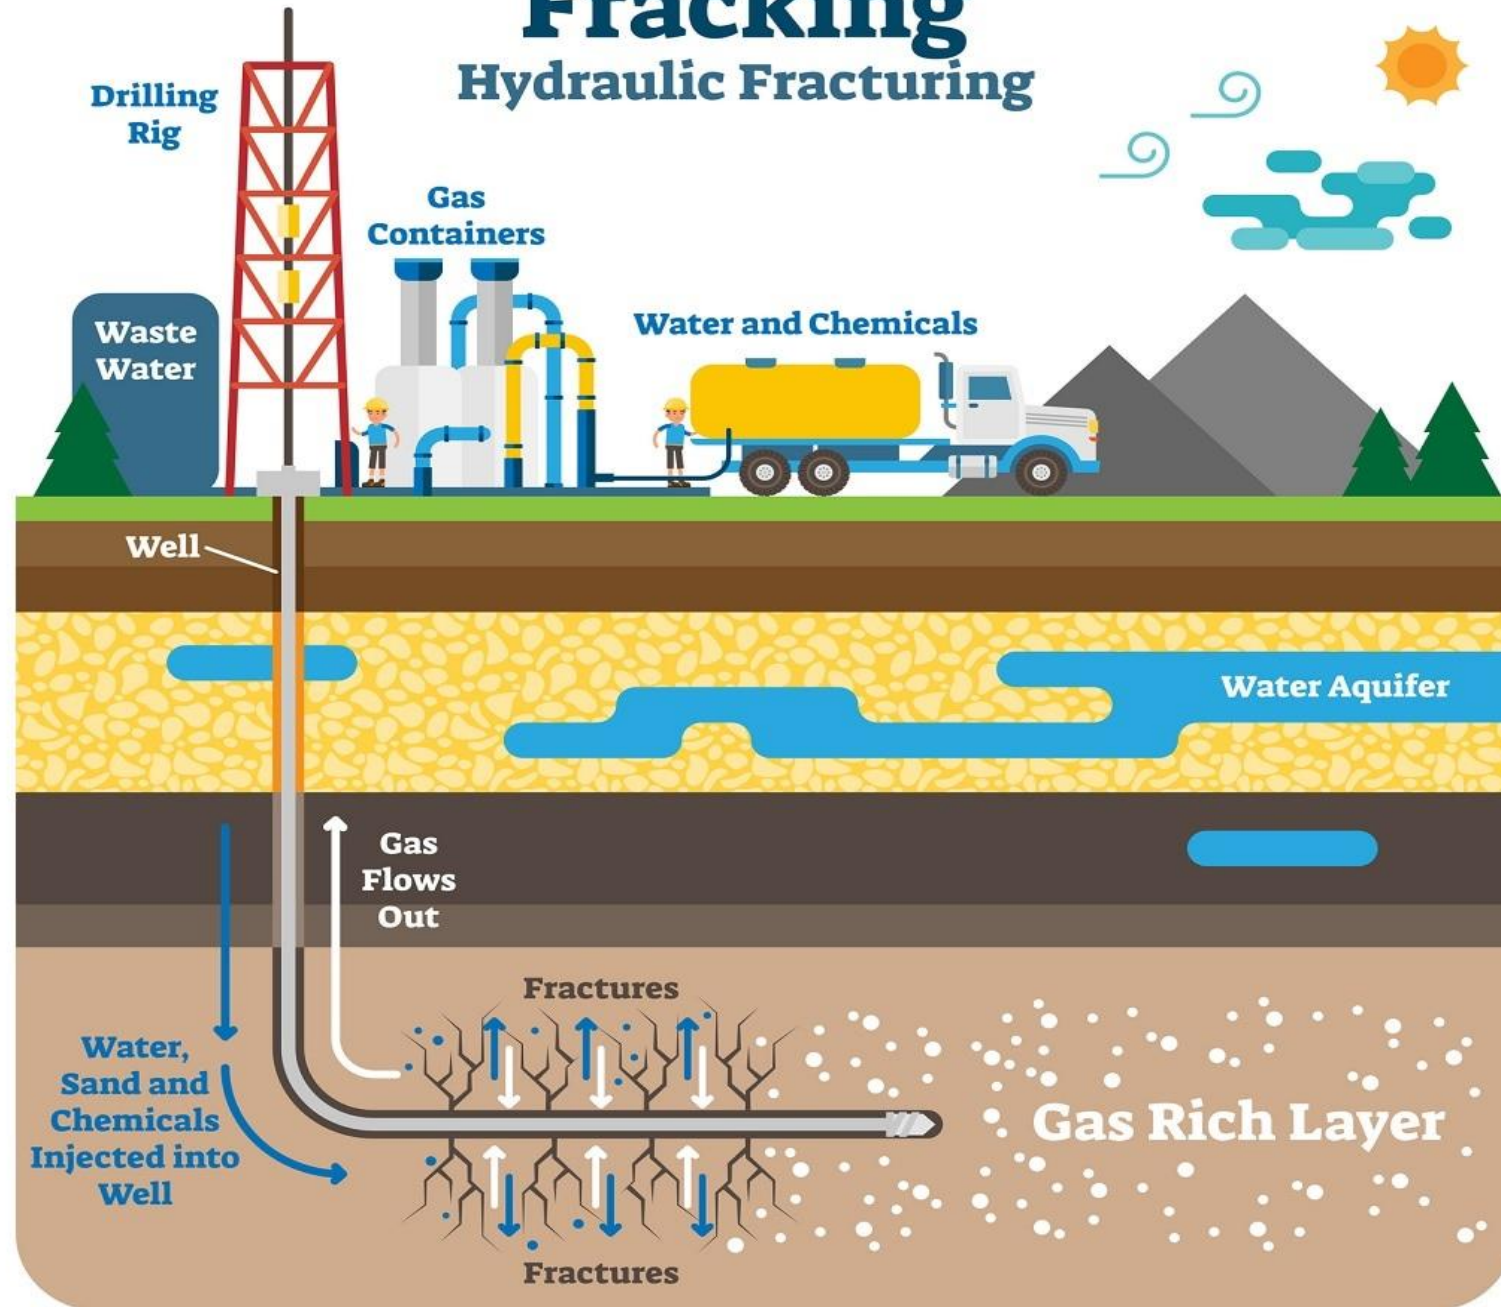 Fracking
Hydraulic Fracturing
Drilling
Rig
Gas
Containers
Waste
Water
Water and Chemicals
Well
Water Aquifer
Gas
Flows
Out
Fractures
Water,
Sand and
Chemicals
Injected into
Well
Gas Rich Layer
Fractures